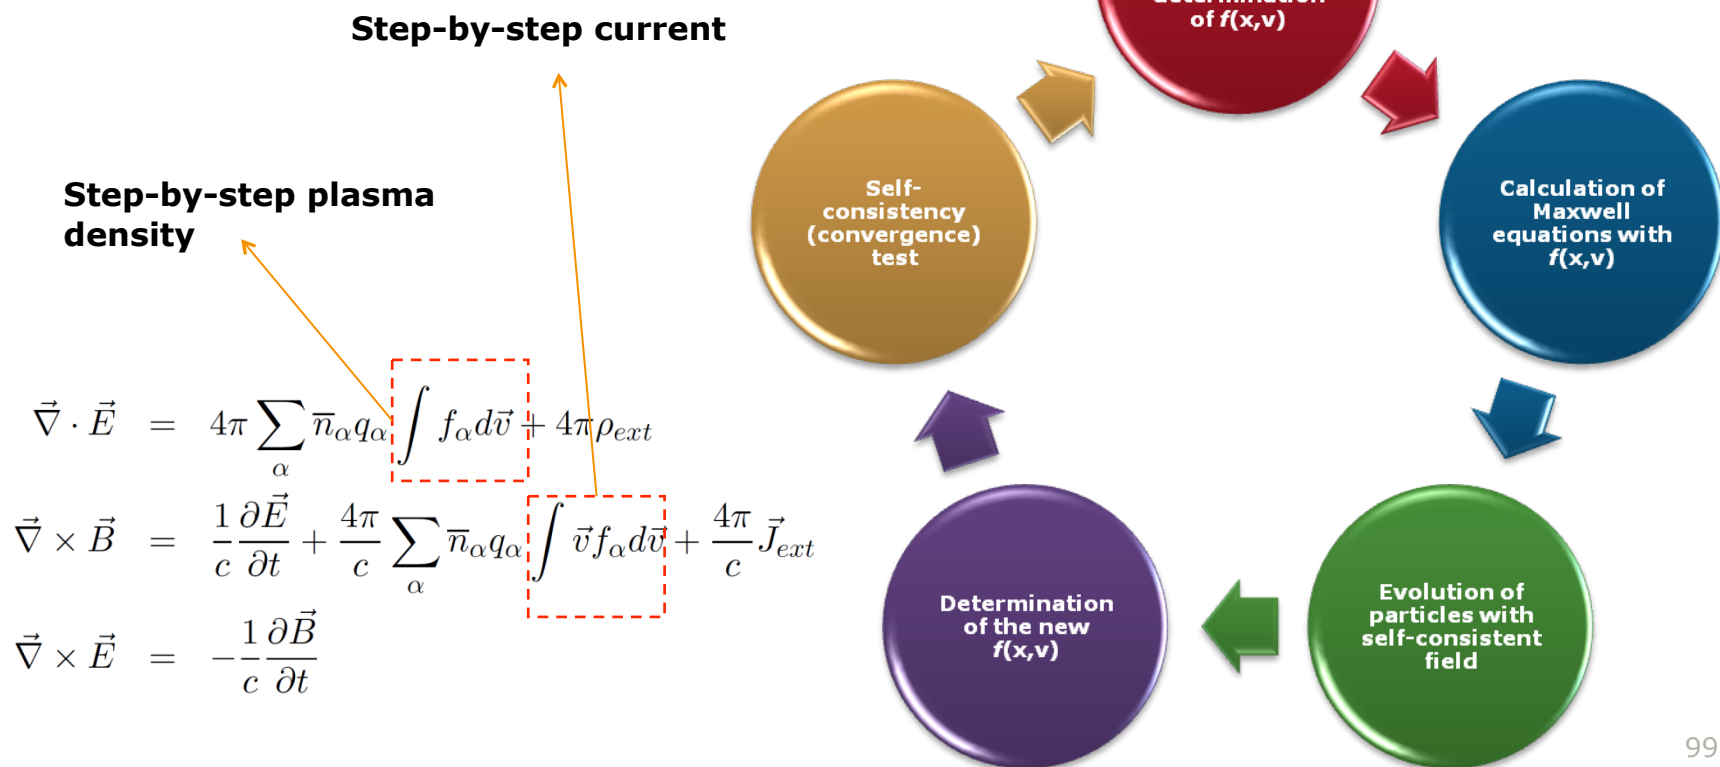 Step-by-step current
Step-by-step plasma
density
determination
of f(x,v)
Self-
consistency
(convergence)
test
Calculation of
Maxwell
equations with
f(x,v)
Evolution of
particles with
self-consistent
field
Determination
of the new
f(x,v)
∇⃗ · E⃗ = 4π ∑_α n̅_α q_α ∫ f_α dv⃗ + 4πρ_ext
∇⃗ × B⃗ = 1/c ∂E⃗/∂t + 4π/c ∑_α n̅_α q_α ∫ v⃗ f_α dv⃗ + 4π/c J⃗_ext
∇⃗ × E⃗ = −1/c ∂B⃗/∂t
99